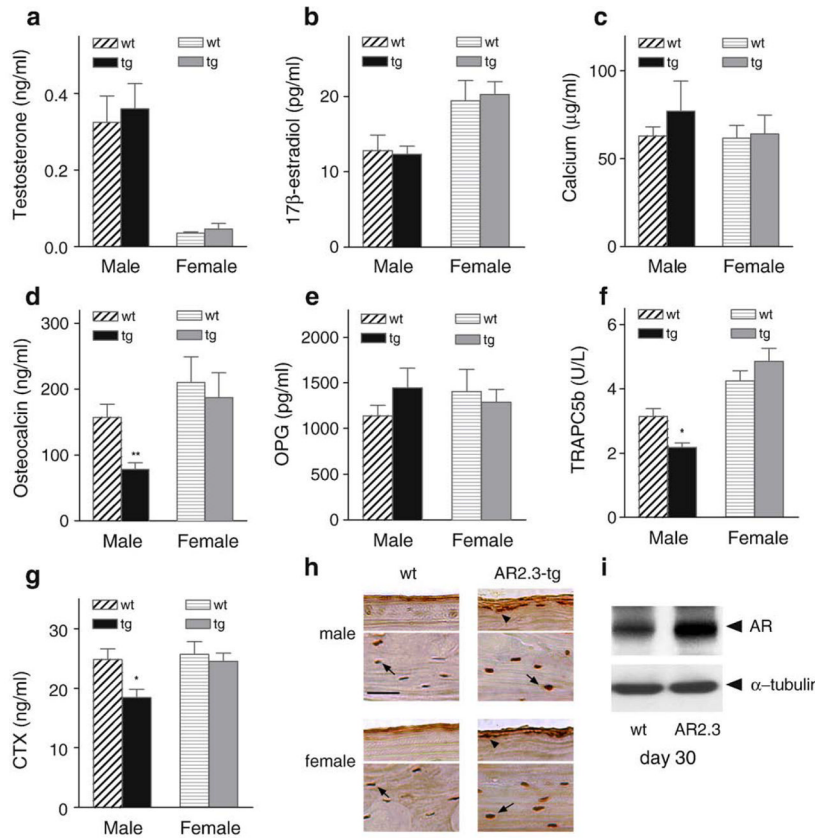 a
wt
wt
tg
tg
Testosterone (ng/ml)
0.4
0.2
0.0
Male
Female
b
wt
wt
tg
tg
17β-estradiol (pg/ml)
20
10
0
Male
Female
c
wt
wt
tg
tg
Calcium (µg/ml)
100
50
0
Male
Female
d
wt
wt
tg
tg
Osteocalcin (ng/ml)
300
200
100
0
**
Male
Female
e
wt
wt
tg
tg
OPG (pg/ml)
2000
1500
1000
500
0
Male
Female
f
wt
wt
tg
tg
TRAPC5b (U/L)
6
4
2
0
*
Male
Female
g
wt
wt
tg
tg
CTX (ng/ml)
30
20
10
0
*
Male
Female
h
wt
AR2.3-tg
male
female
i
AR
α–tubulin
wt
AR2.3
day 30